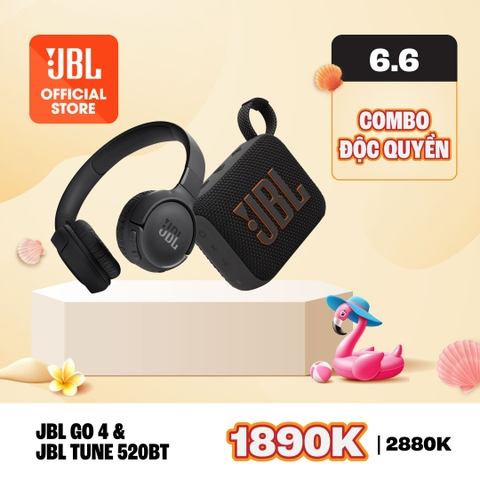 JBL
OFFICIAL
STORE
6.6
COMBO
ĐỘC QUYỀN
JBL
JBL
JBL GO 4 &
JBL TUNE 520BT
1890K | 2880K